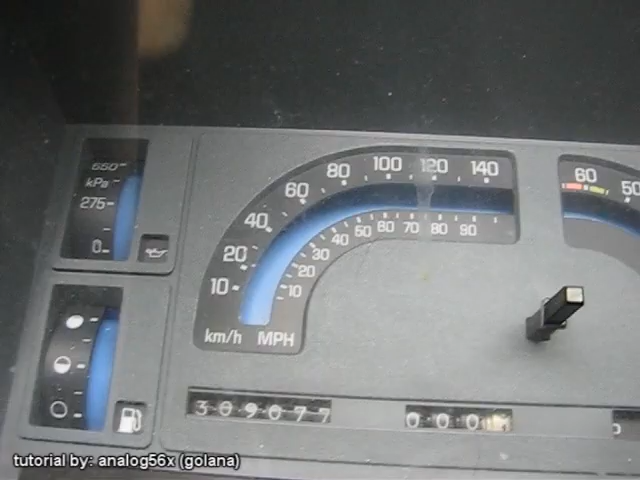 650
kPa
275
0
10 20 40 60 80 100 120 140
10 20 30 40 50 60 70 80 90
km/h MPH
60 50
309077
000
tutorial by: analog56x (golana)